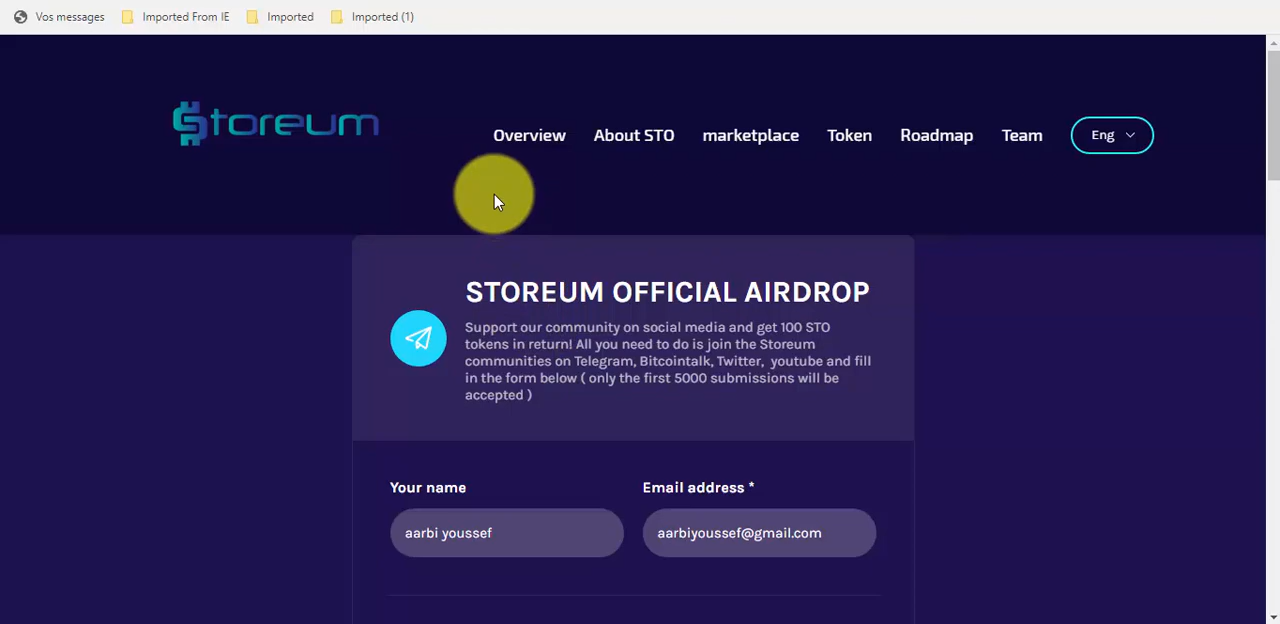 Vos messages Imported From IE Imported Imported (1)
Storeum
Overview About STO marketplace Token Roadmap Team Eng
STOREUM OFFICIAL AIRDROP
Support our community on social media and get 100 STO
tokens in return! All you need to do is join the Storeum
communities on Telegram, Bitcointalk, Twitter, youtube and fill
in the form below ( only the first 5000 submissions will be
accepted )
Your name Email address *
aarbi youssef aarbiyoussef@gmail.com